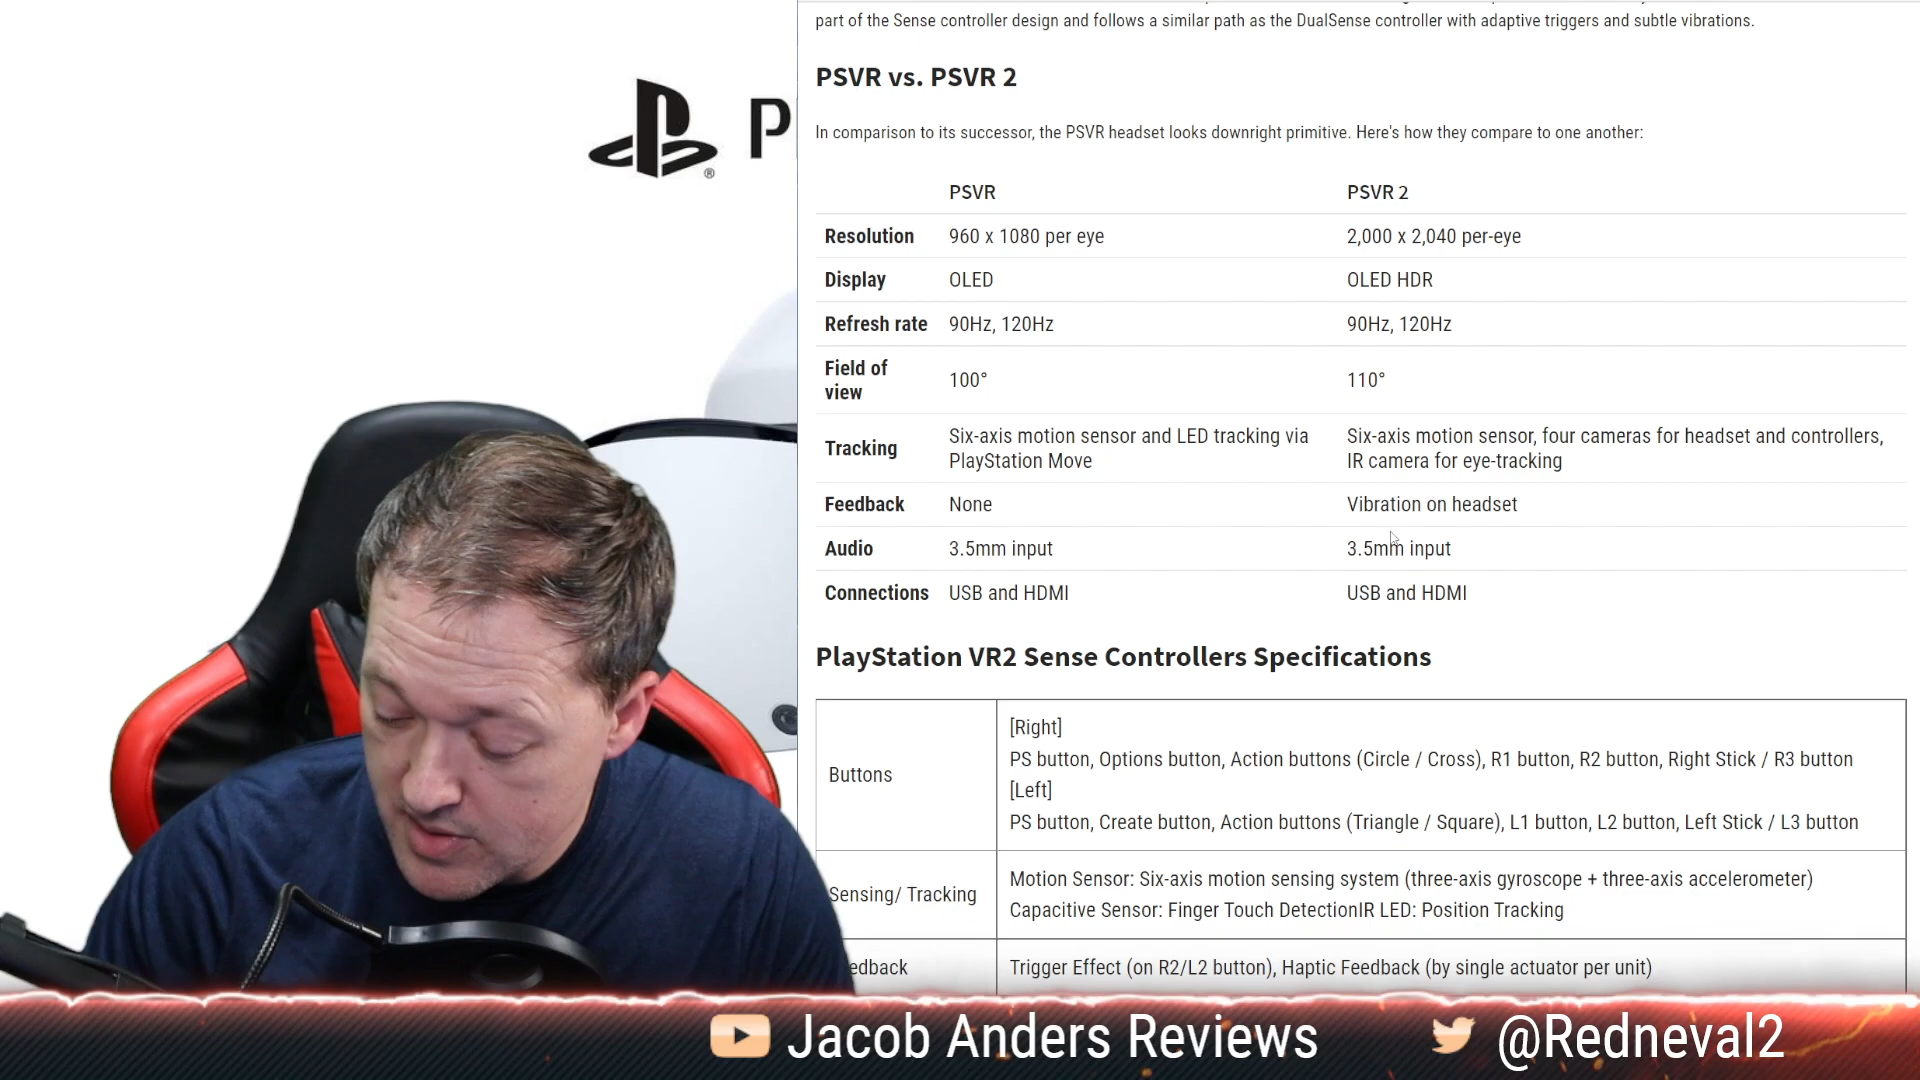 part of the Sense controller design and follows a similar path as the DualSense controller with adaptive triggers and subtle vibrations.
PSVR vs. PSVR 2
In comparison to its successor, the PSVR headset looks downright primitive. Here's how they compare to one another:
PSVR PSVR 2
Resolution 960 x 1080 per eye 2,000 x 2,040 per-eye
Display OLED OLED HDR
Refresh rate 90Hz, 120Hz 90Hz, 120Hz
Field of view 100° 110°
Tracking Six-axis motion sensor and LED tracking via PlayStation Move Six-axis motion sensor, four cameras for headset and controllers, IR camera for eye-tracking
Feedback None Vibration on headset
Audio 3.5mm input 3.5mm input
Connections USB and HDMI USB and HDMI
PlayStation VR2 Sense Controllers Specifications
Buttons
[Right]
PS button, Options button, Action buttons (Circle / Cross), R1 button, R2 button, Right Stick / R3 button
[Left]
PS button, Create button, Action buttons (Triangle / Square), L1 button, L2 button, Left Stick / L3 button
Sensing/ Tracking
Motion Sensor: Six-axis motion sensing system (three-axis gyroscope + three-axis accelerometer)
Capacitive Sensor: Finger Touch DetectionIR LED: Position Tracking
edback Trigger Effect (on R2/L2 button), Haptic Feedback (by single actuator per unit)
P
®
Jacob Anders Reviews @Redneval2